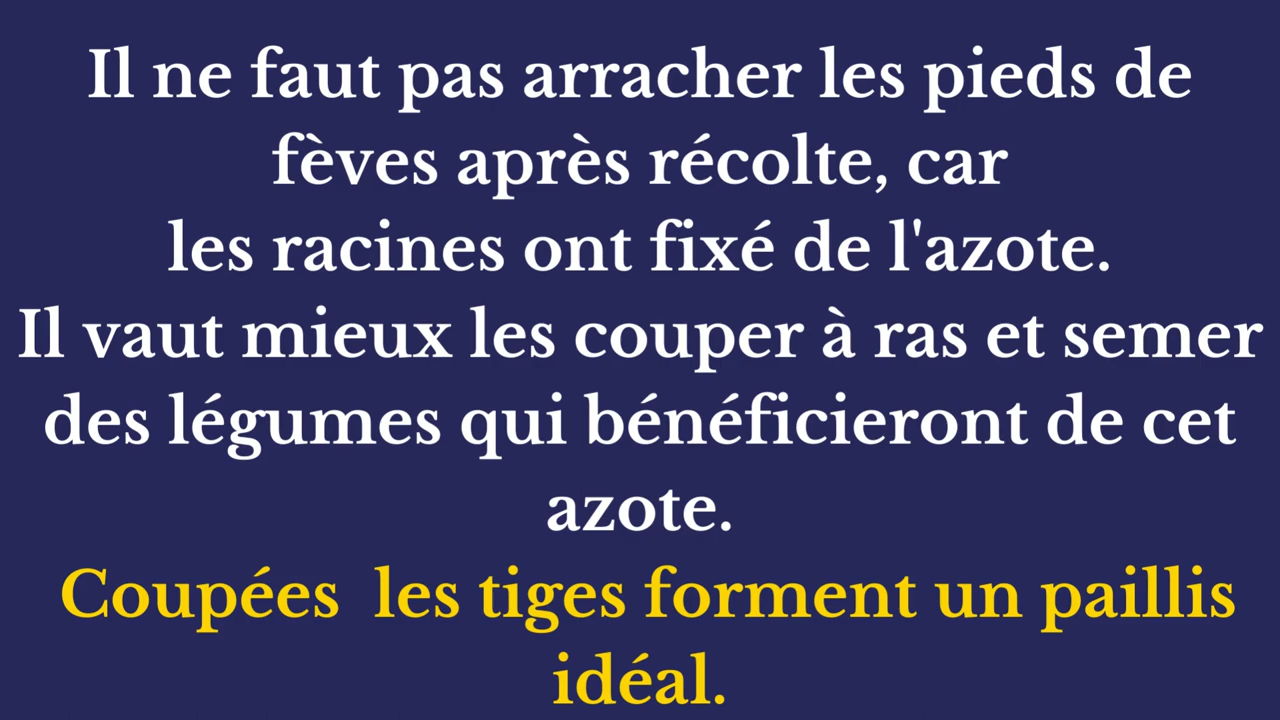 Il ne faut pas arracher les pieds de
fèves après récolte, car
les racines ont fixé de l'azote.
Il vaut mieux les couper à ras et semer
des légumes qui bénéficieront de cet
azote.
Coupées  les tiges forment un paillis
idéal.